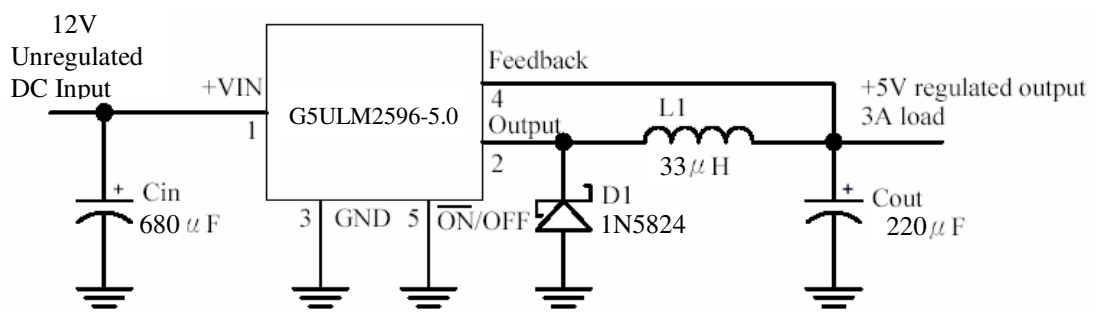 12V
Unregulated
DC Input
+VIN
1
G5ULM2596-5.0
Feedback
4
Output
2
L1
33μH
+5V regulated output
3A load
+
Cin
680 uF
3 GND
5 ON/OFF
D1
1N5824
+
Cout
220μF